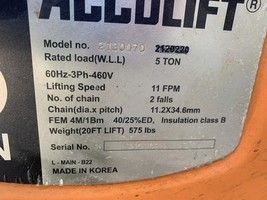 ACCULIFT®
Model no. 2120220
Rated load(W.L.L) 5 TON
60Hz-3Ph-460V
Lifting Speed 11 FPM
No. of chain 2 falls
Chain(dia.x pitch) 11.2X34.6mm
FEM 4M/1Bm 40/25%ED, Insulation class B
Weight(20FT LIFT) 575 lbs
Serial No.
L - MAIN - B22
MADE IN KOREA
N